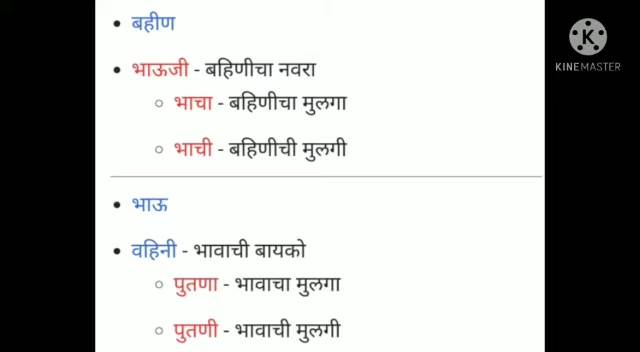 बहीण
भाऊजी - बहिणीचा नवरा
भाचा - बहिणीचा मुलगा
भाची - बहिणीची मुलगी
भाऊ
वहिनी - भावाची बायको
पुतणा - भावाचा मुलगा
पुतणी - भावाची मुलगी
K
KINEMASTER